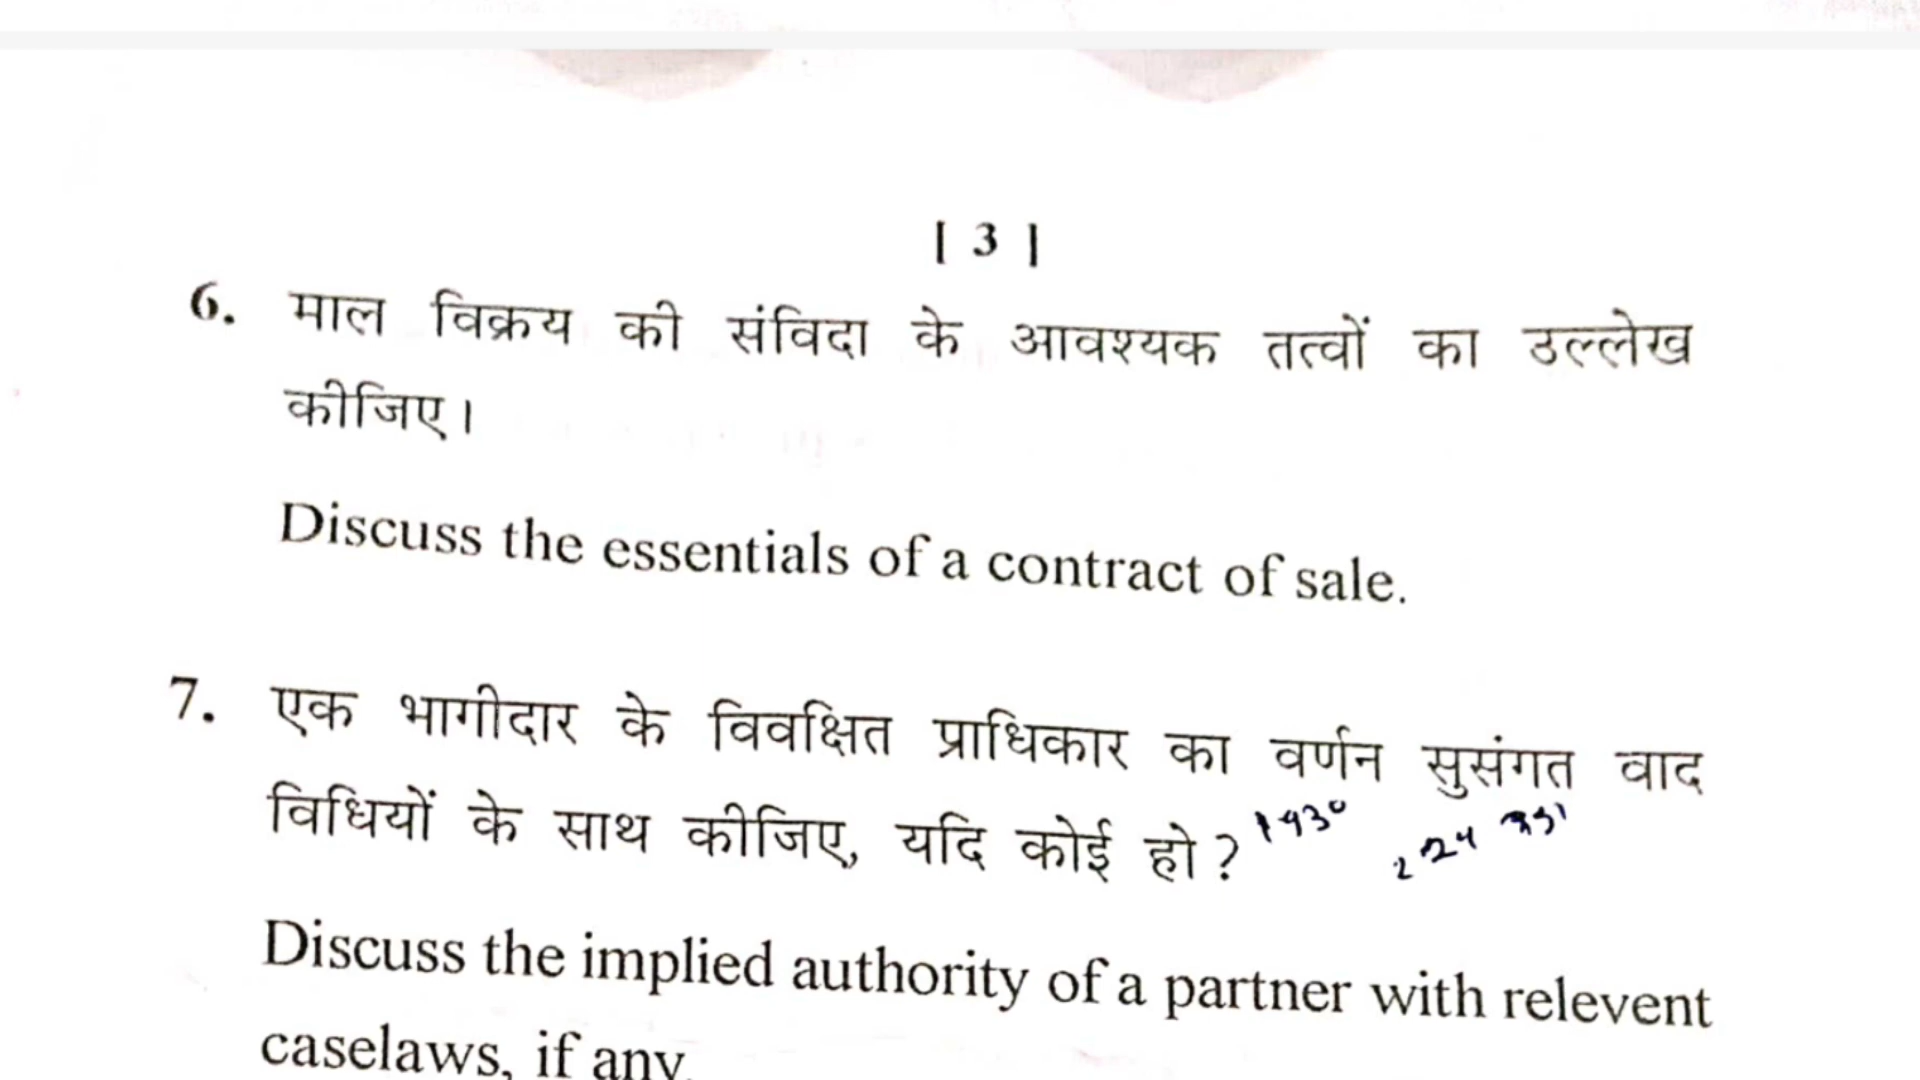 [ 3 ]
6. माल विक्रय की संविदा के आवश्यक तत्वों का उल्लेख
कीजिए।
Discuss the essentials of a contract of sale.
7. एक भागीदार के विवक्षित प्राधिकार का वर्णन सुसंगत वाद
विधियों के साथ कीजिए, यदि कोई हो? 1930
Discuss the implied authority of a partner with relevent
caselaws, if any.